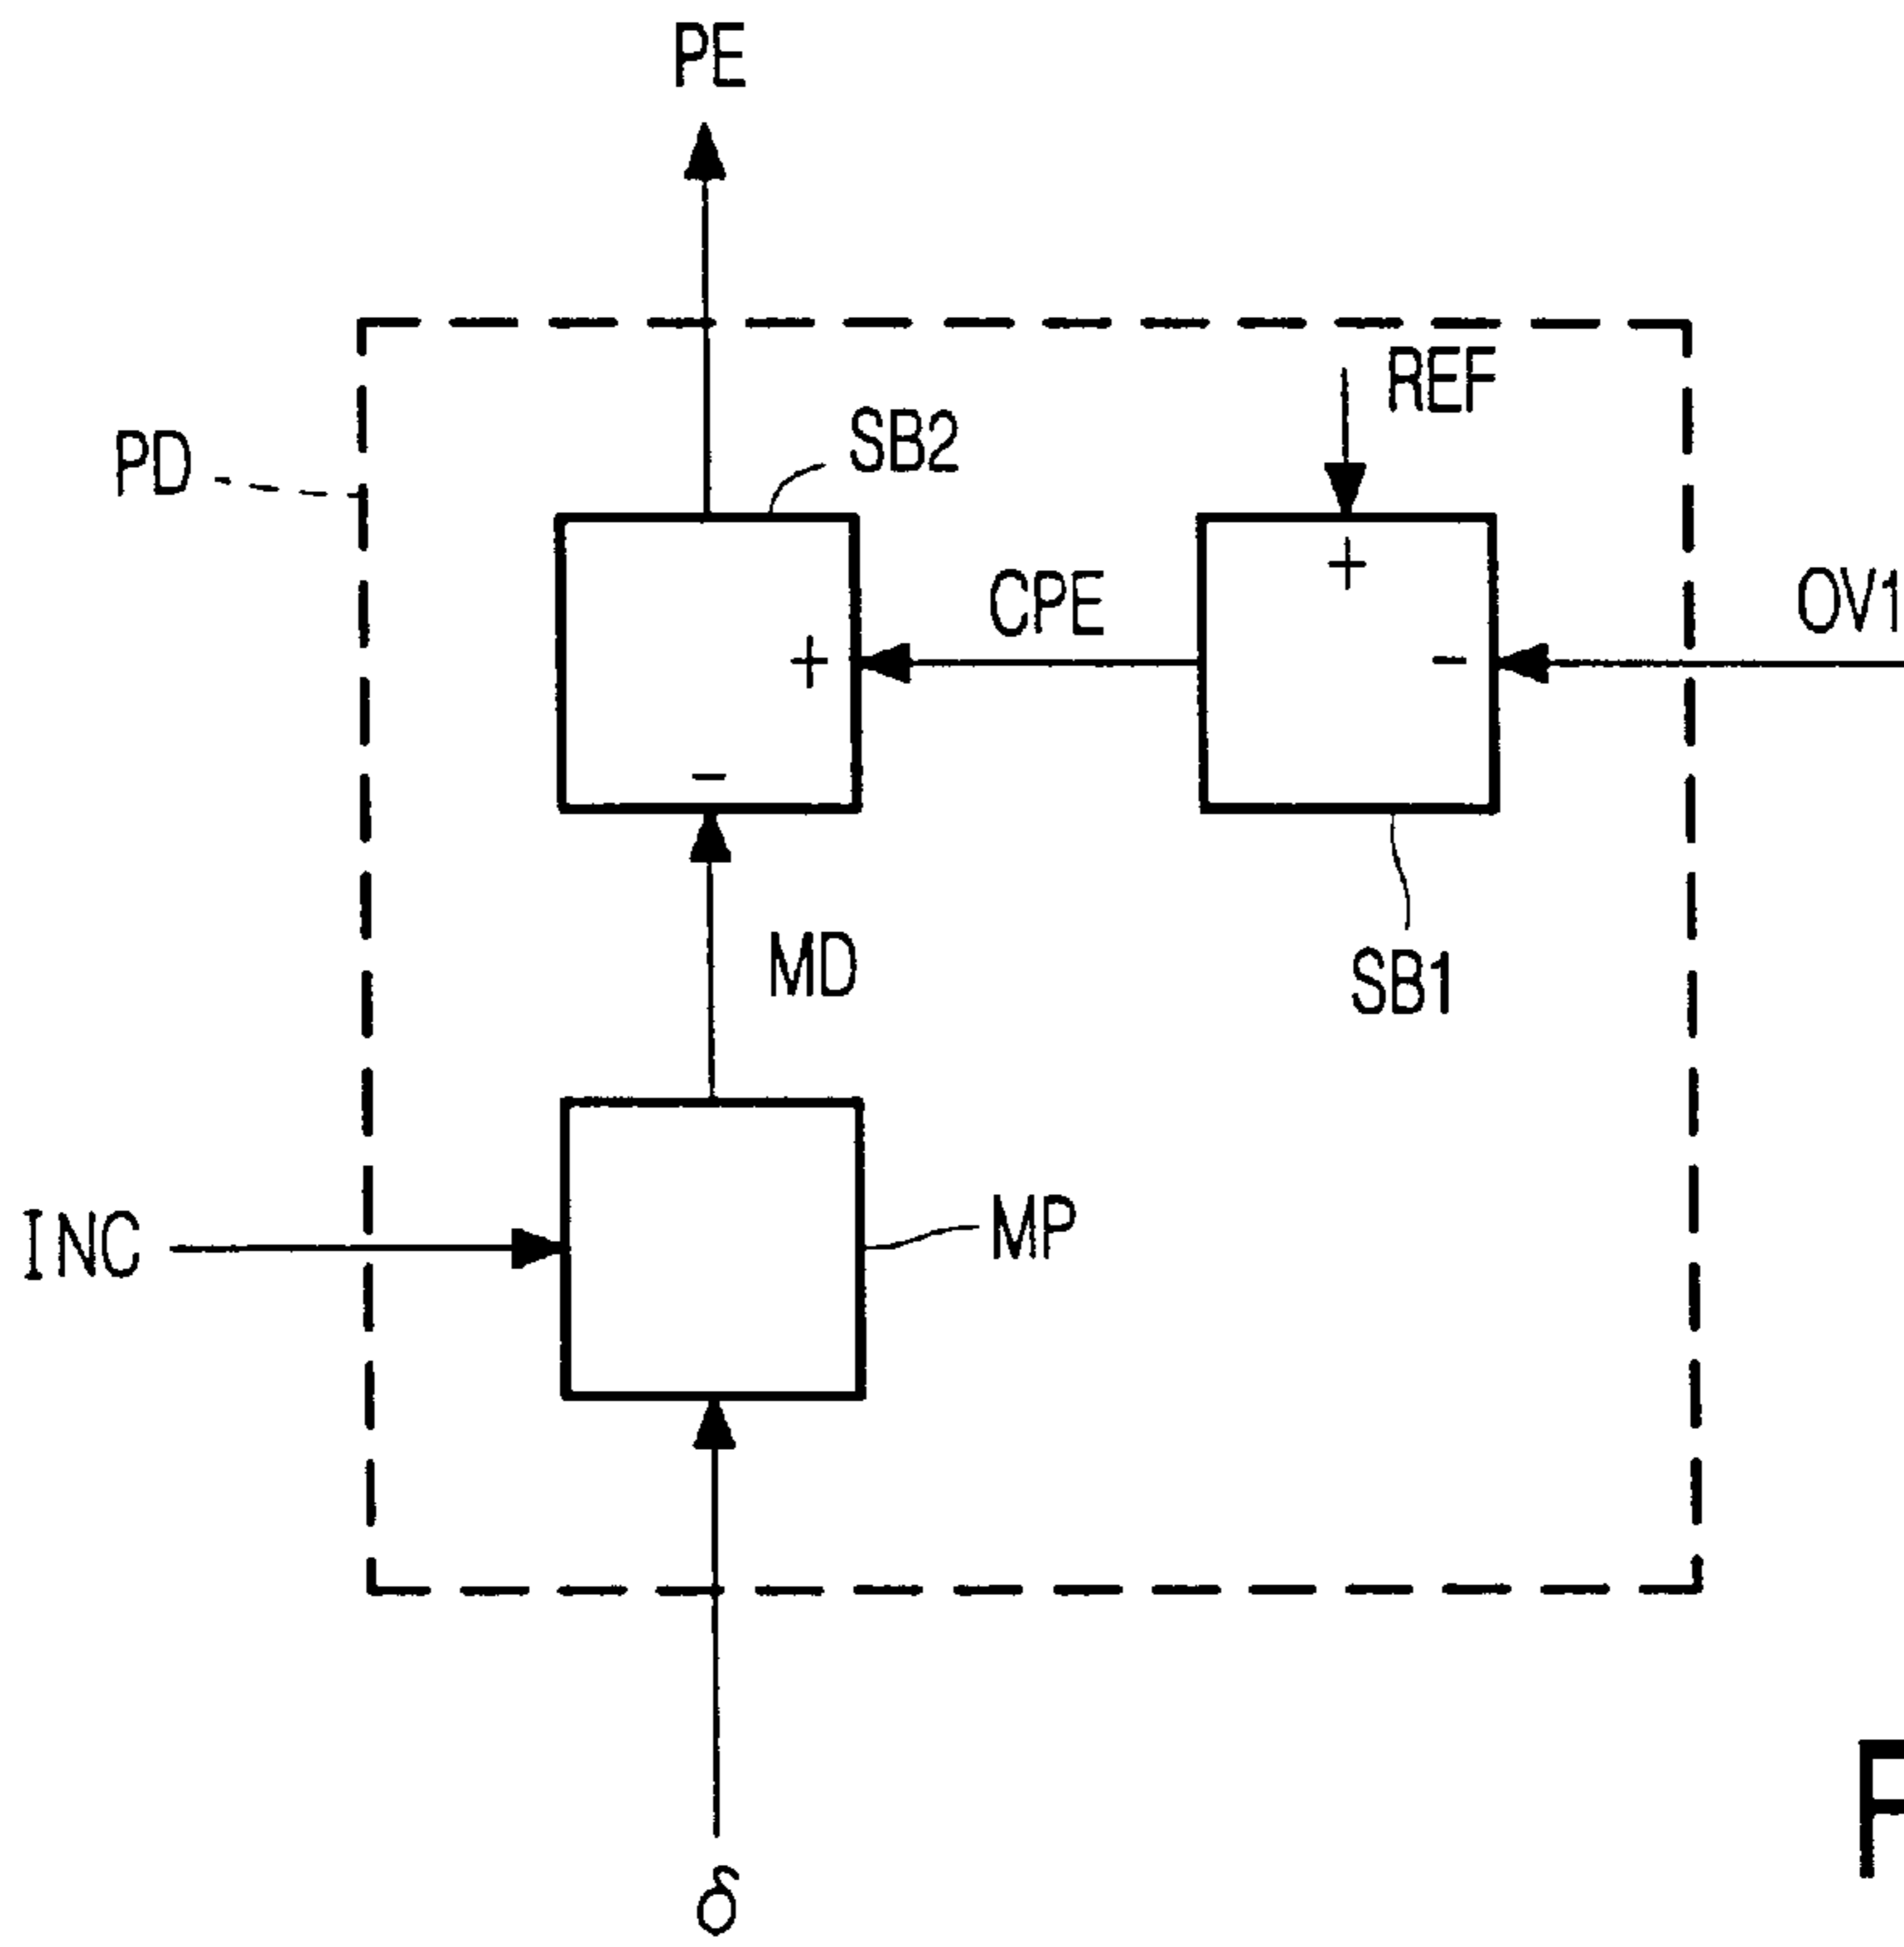 PE
REF
SB2
PD
CPE
OV1
+
+
-
-
MD
SB1
MP
INC
δ
F